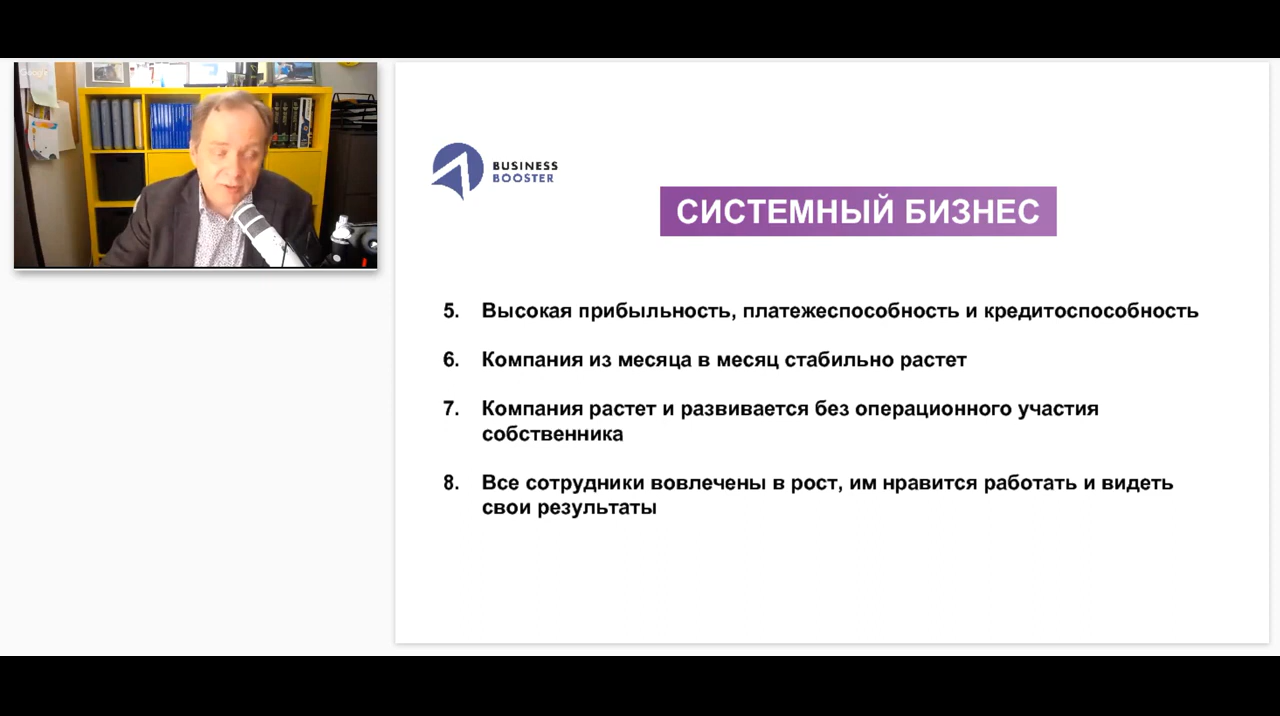 BUSINESS
BOOSTER
СИСТЕМНЫЙ БИЗНЕС
5. Высокая прибыльность, платежеспособность и кредитоспособность
6. Компания из месяца в месяц стабильно растет
7. Компания растет и развивается без операционного участия
собственника
8. Все сотрудники вовлечены в рост, им нравится работать и видеть
свои результаты